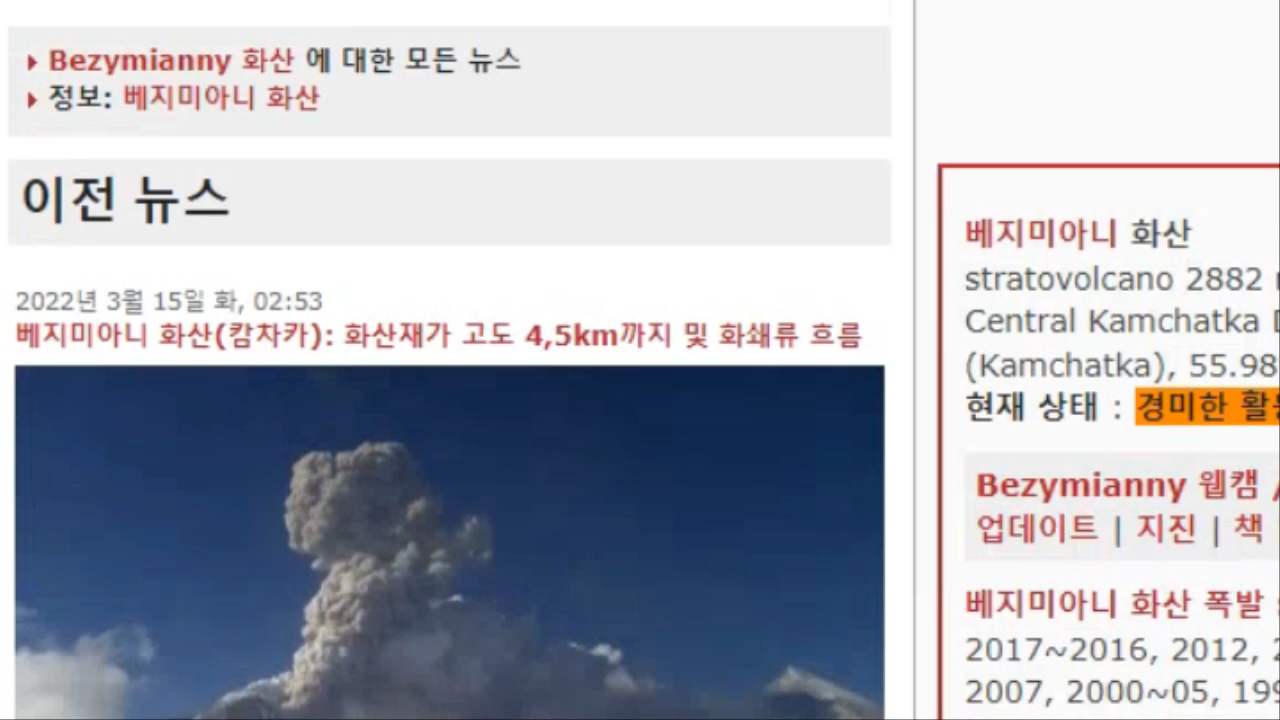 Bezymianny 화산 에 대한 모든 뉴스
정보: 베지미아니 화산
이전 뉴스
2022년 3월 15일 화, 02:53
베지미아니 화산(캄차카): 화산재가 고도 4,5km까지 및 화쇄류 흐름
베지미아니 화산
stratovolcano 2882
Central Kamchatka
(Kamchatka), 55.98
현재 상태 : 경미한
Bezymianny 웹캠 /
업데이트 | 지진 | 책
베지미아니 화산 폭발
2017~2016, 2012,
2007, 2000~05,